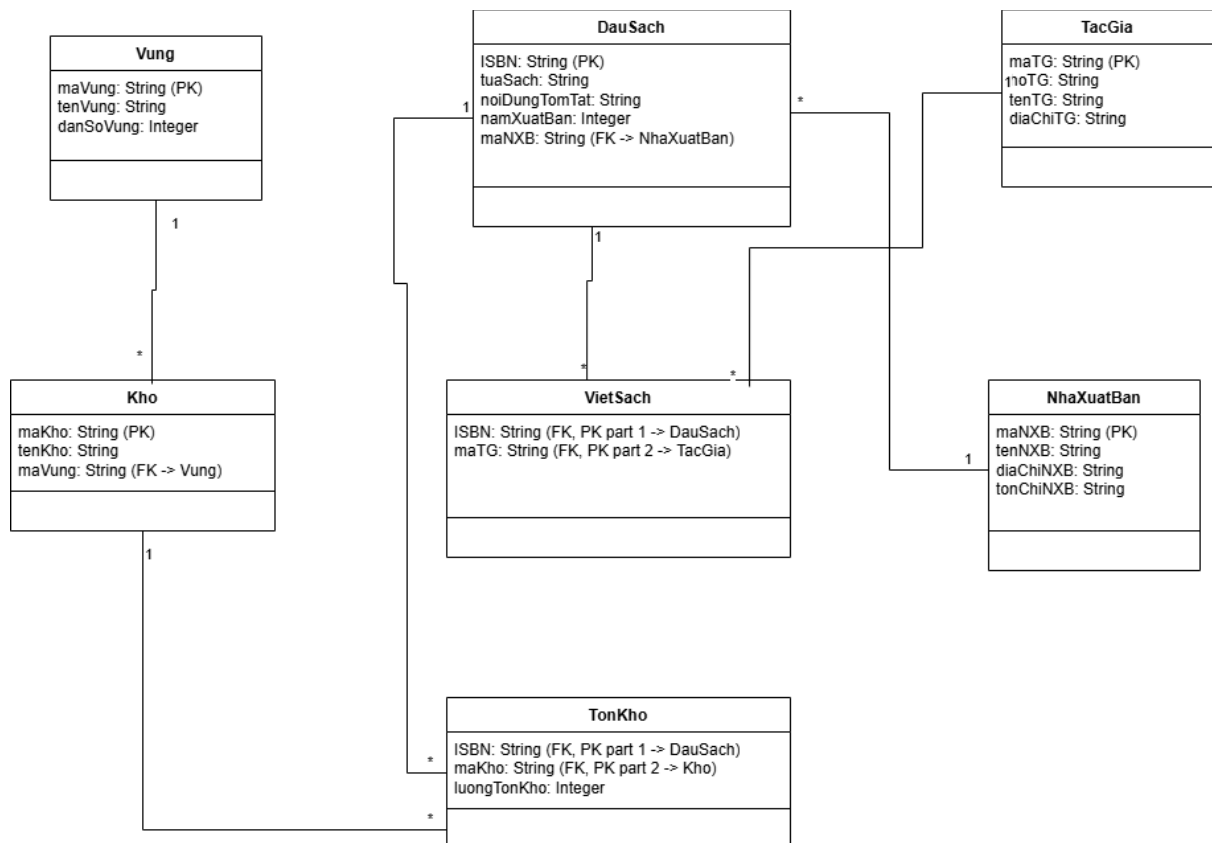 Vung
maVung: String (PK)
tenVung: String
danSoVung: Integer
DauSach
ISBN: String (PK)
tuaSach: String
noiDungTomTat: String
namXuatBan: Integer
maNXB: String (FK -> NhaXuatBan)
TacGia
maTG: String (PK)
hoTG: String
tenTG: String
diaChiTG: String
1
*
1
1
1
*
*
*
Kho
maKho: String (PK)
tenKho: String
maVung: String (FK -> Vung)
VietSach
ISBN: String (FK, PK part 1 -> DauSach)
maTG: String (FK, PK part 2 -> TacGia)
NhaXuatBan
maNXB: String (PK)
tenNXB: String
diaChiNXB: String
tonChiNXB: String
1
1
TonKho
ISBN: String (FK, PK part 1 -> DauSach)
maKho: String (FK, PK part 2 -> Kho)
luongTonKho: Integer
*
*